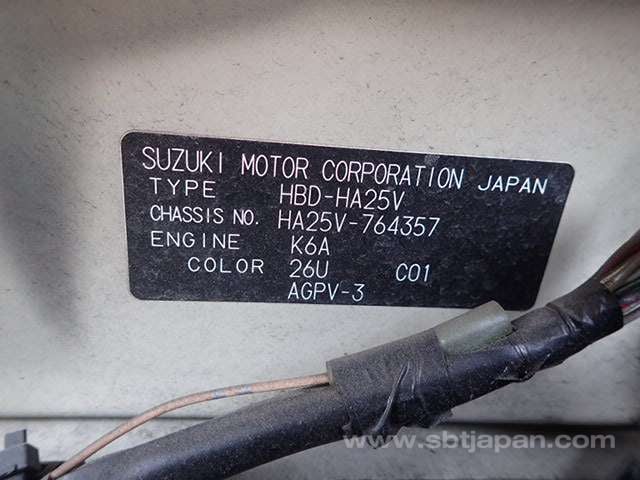 SUZUKI MOTOR CORPORATION JAPAN
TYPE HBD-HA25V
CHASSIS NO. HA25V-764357
ENGINE K6A
COLOR 26U C01
AGPV-3
www.sbtjapan.com